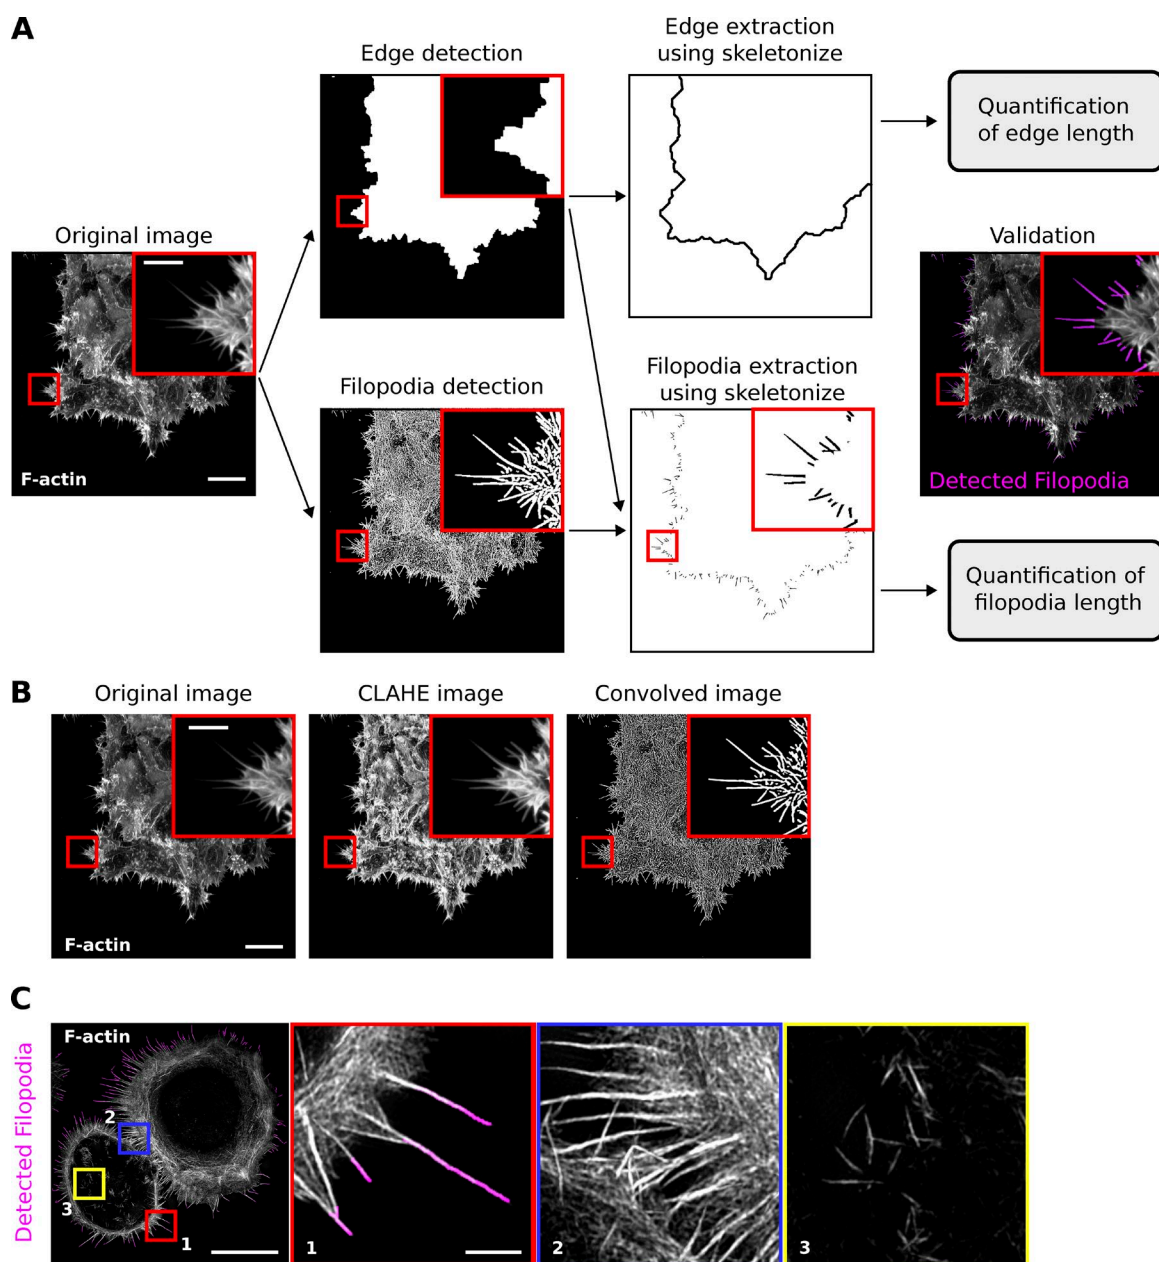 A
Edge detection
Edge extraction
using skeletonize
Quantification
of edge length
Original image
F-actin
Validation
Detected Filopodia
Filopodia detection
Filopodia extraction
using skeletonize
Quantification of
filopodia length
B
Original image
CLAHE image
Convolved image
F-actin
C
Detected Filopodia
F-actin
2
3
1
1
2
3